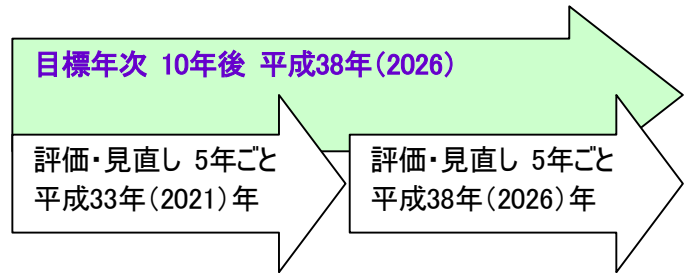 目標年次 10年後 平成38年(2026)
評価・見直し 5年ごと
平成33年(2021)年
評価・見直し 5年ごと
平成38年(2026)年